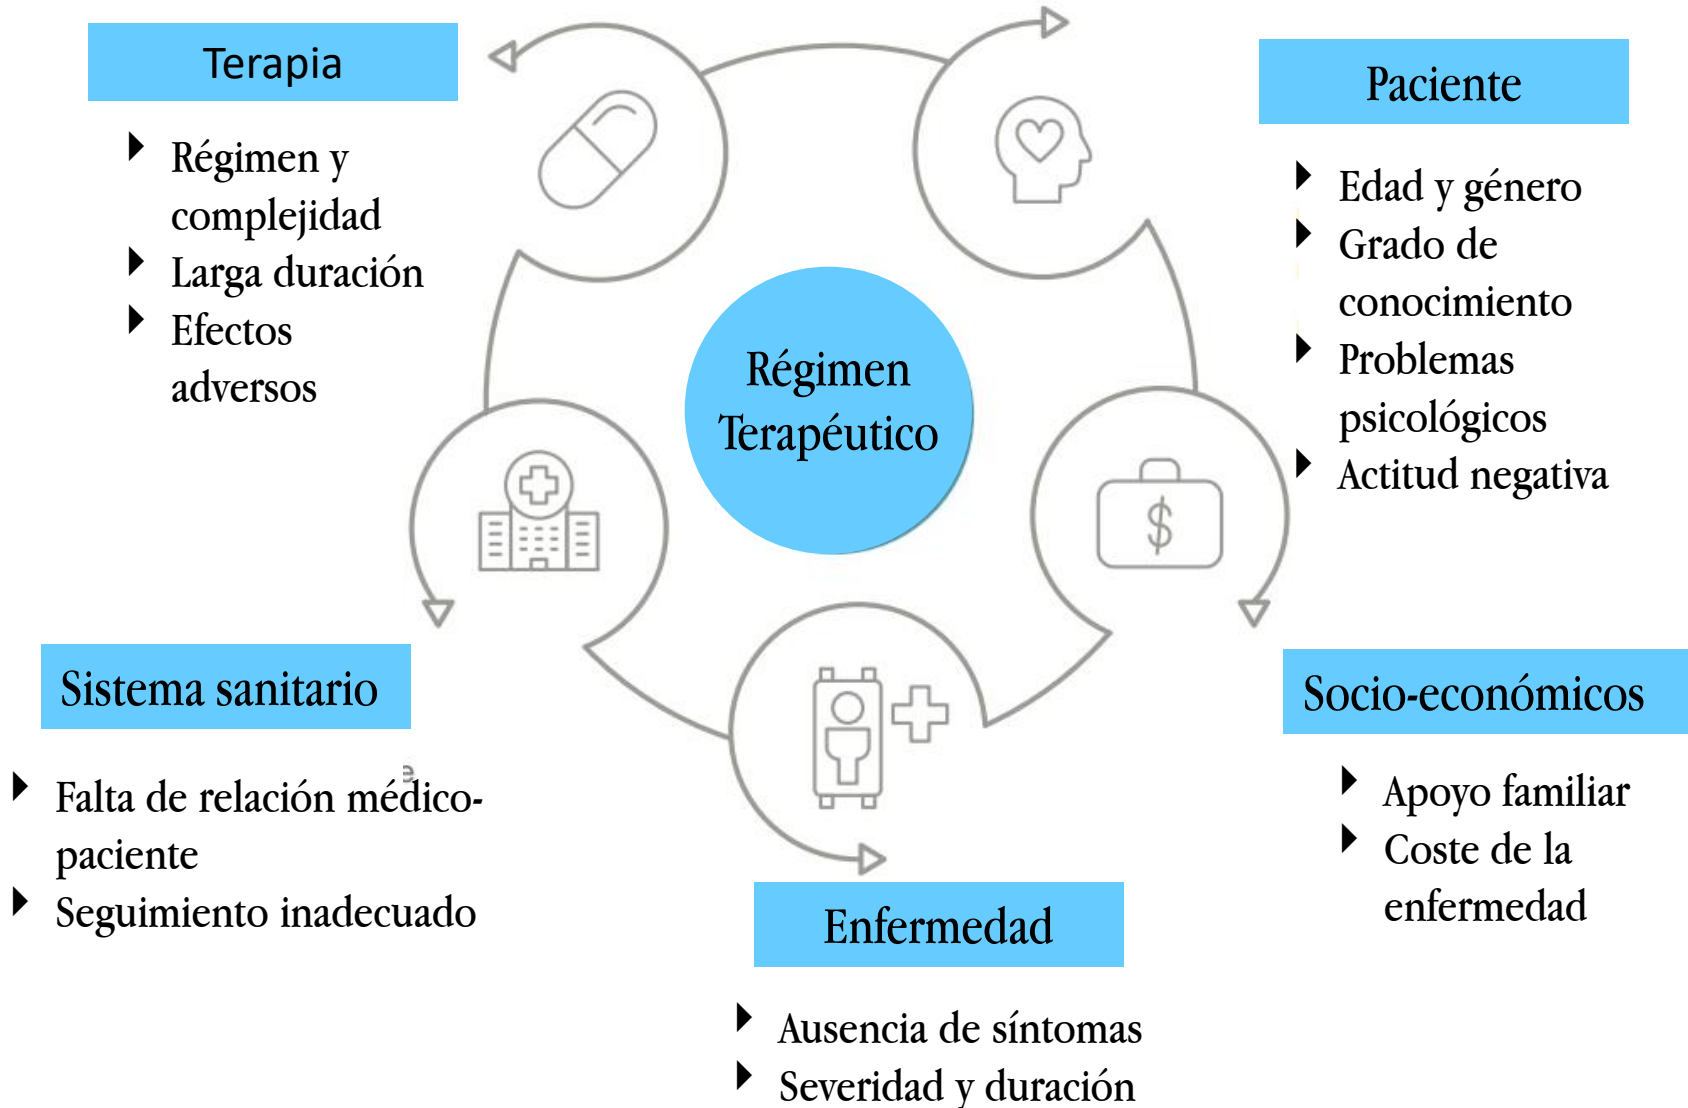 Terapia
Régimen y
complejidad
Larga duración
Efectos
adversos
Paciente
Edad y género
Grado de
conocimiento
Problemas
psicológicos
Actitud negativa
Régimen
Terapéutico
$
Sistema sanitario
e
Falta de relación médico-
paciente
Seguimiento inadecuado
Socio-económicos
Apoyo familiar
Coste de la
enfermedad
Enfermedad
Ausencia de síntomas
Severidad y duración